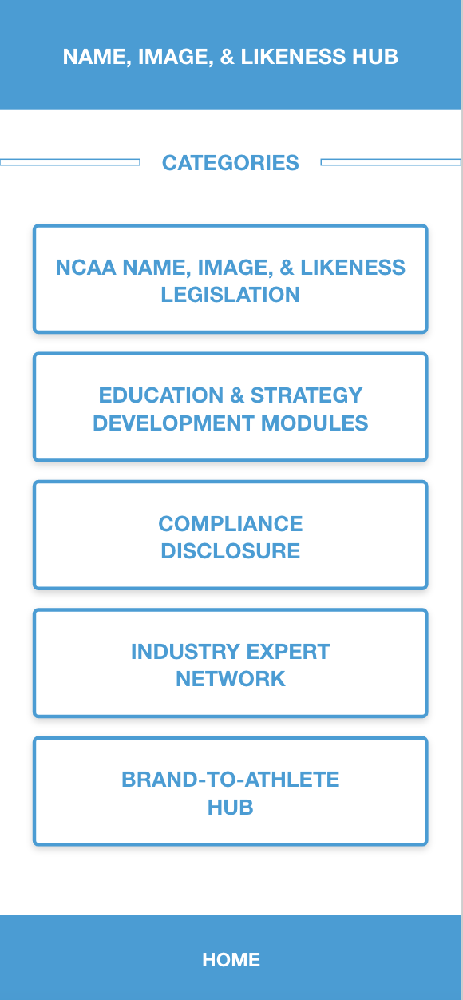 NAME, IMAGE, & LIKENESS HUB
CATEGORIES
NCAA NAME, IMAGE, & LIKENESS
LEGISLATION
EDUCATION & STRATEGY
DEVELOPMENT MODULES
COMPLIANCE
DISCLOSURE
INDUSTRY EXPERT
NETWORK
BRAND-TO-ATHLETE
HUB
HOME